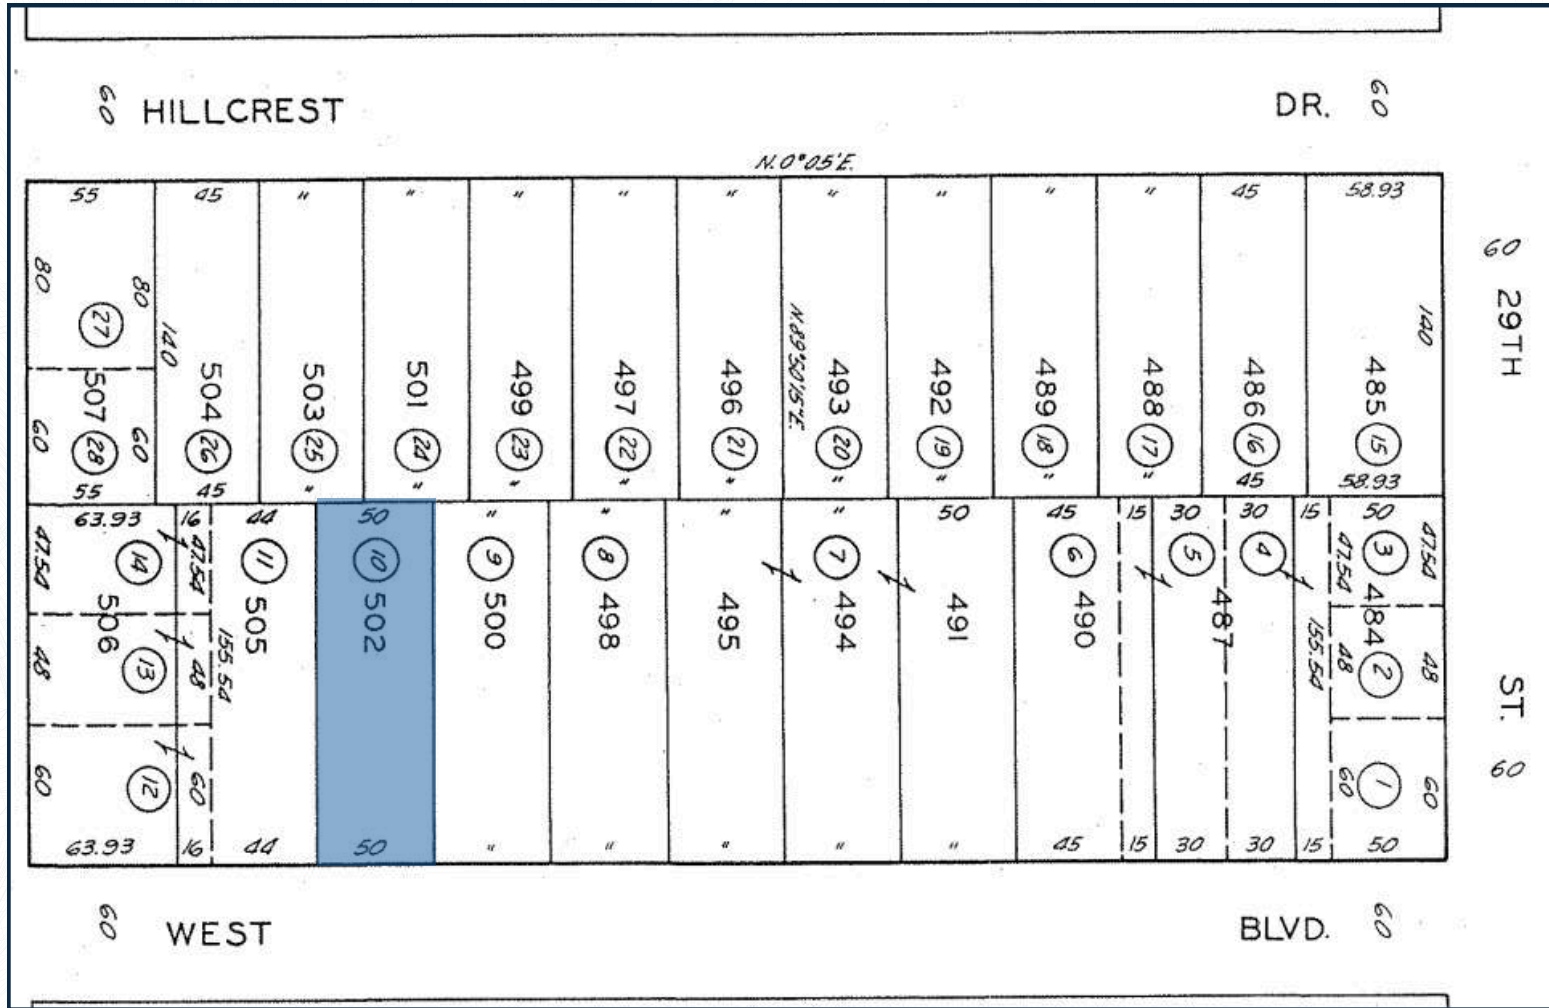 60 HILLCREST DR. 60
N.0°05'E.
55 45 " " " " " " " " " 45 58.93
60
29TH
80 80 140 N.89°50'15"E. 140
27
507 504 503 501 499 497 496 493 492 489 488 486 485
60 28 60 26 25 24 23 22 21 20 19 18 17 16 15
55 45 " " " " " " " " " 45 58.93
63.93 16 44 50 " " " " 50 45 15 30 30 15 50
47.54 14 47.54 11 10 9 8 7 6 5 4 47.54 3 47.54
506 505 502 500 498 495 494 491 490 487 484
48 13 48 155.54 155.54 48 2 48
ST.
60 12 60 60 1 60
60
63.93 16 44 50 " " " " " 45 15 30 30 15 50
60 WEST BLVD. 60